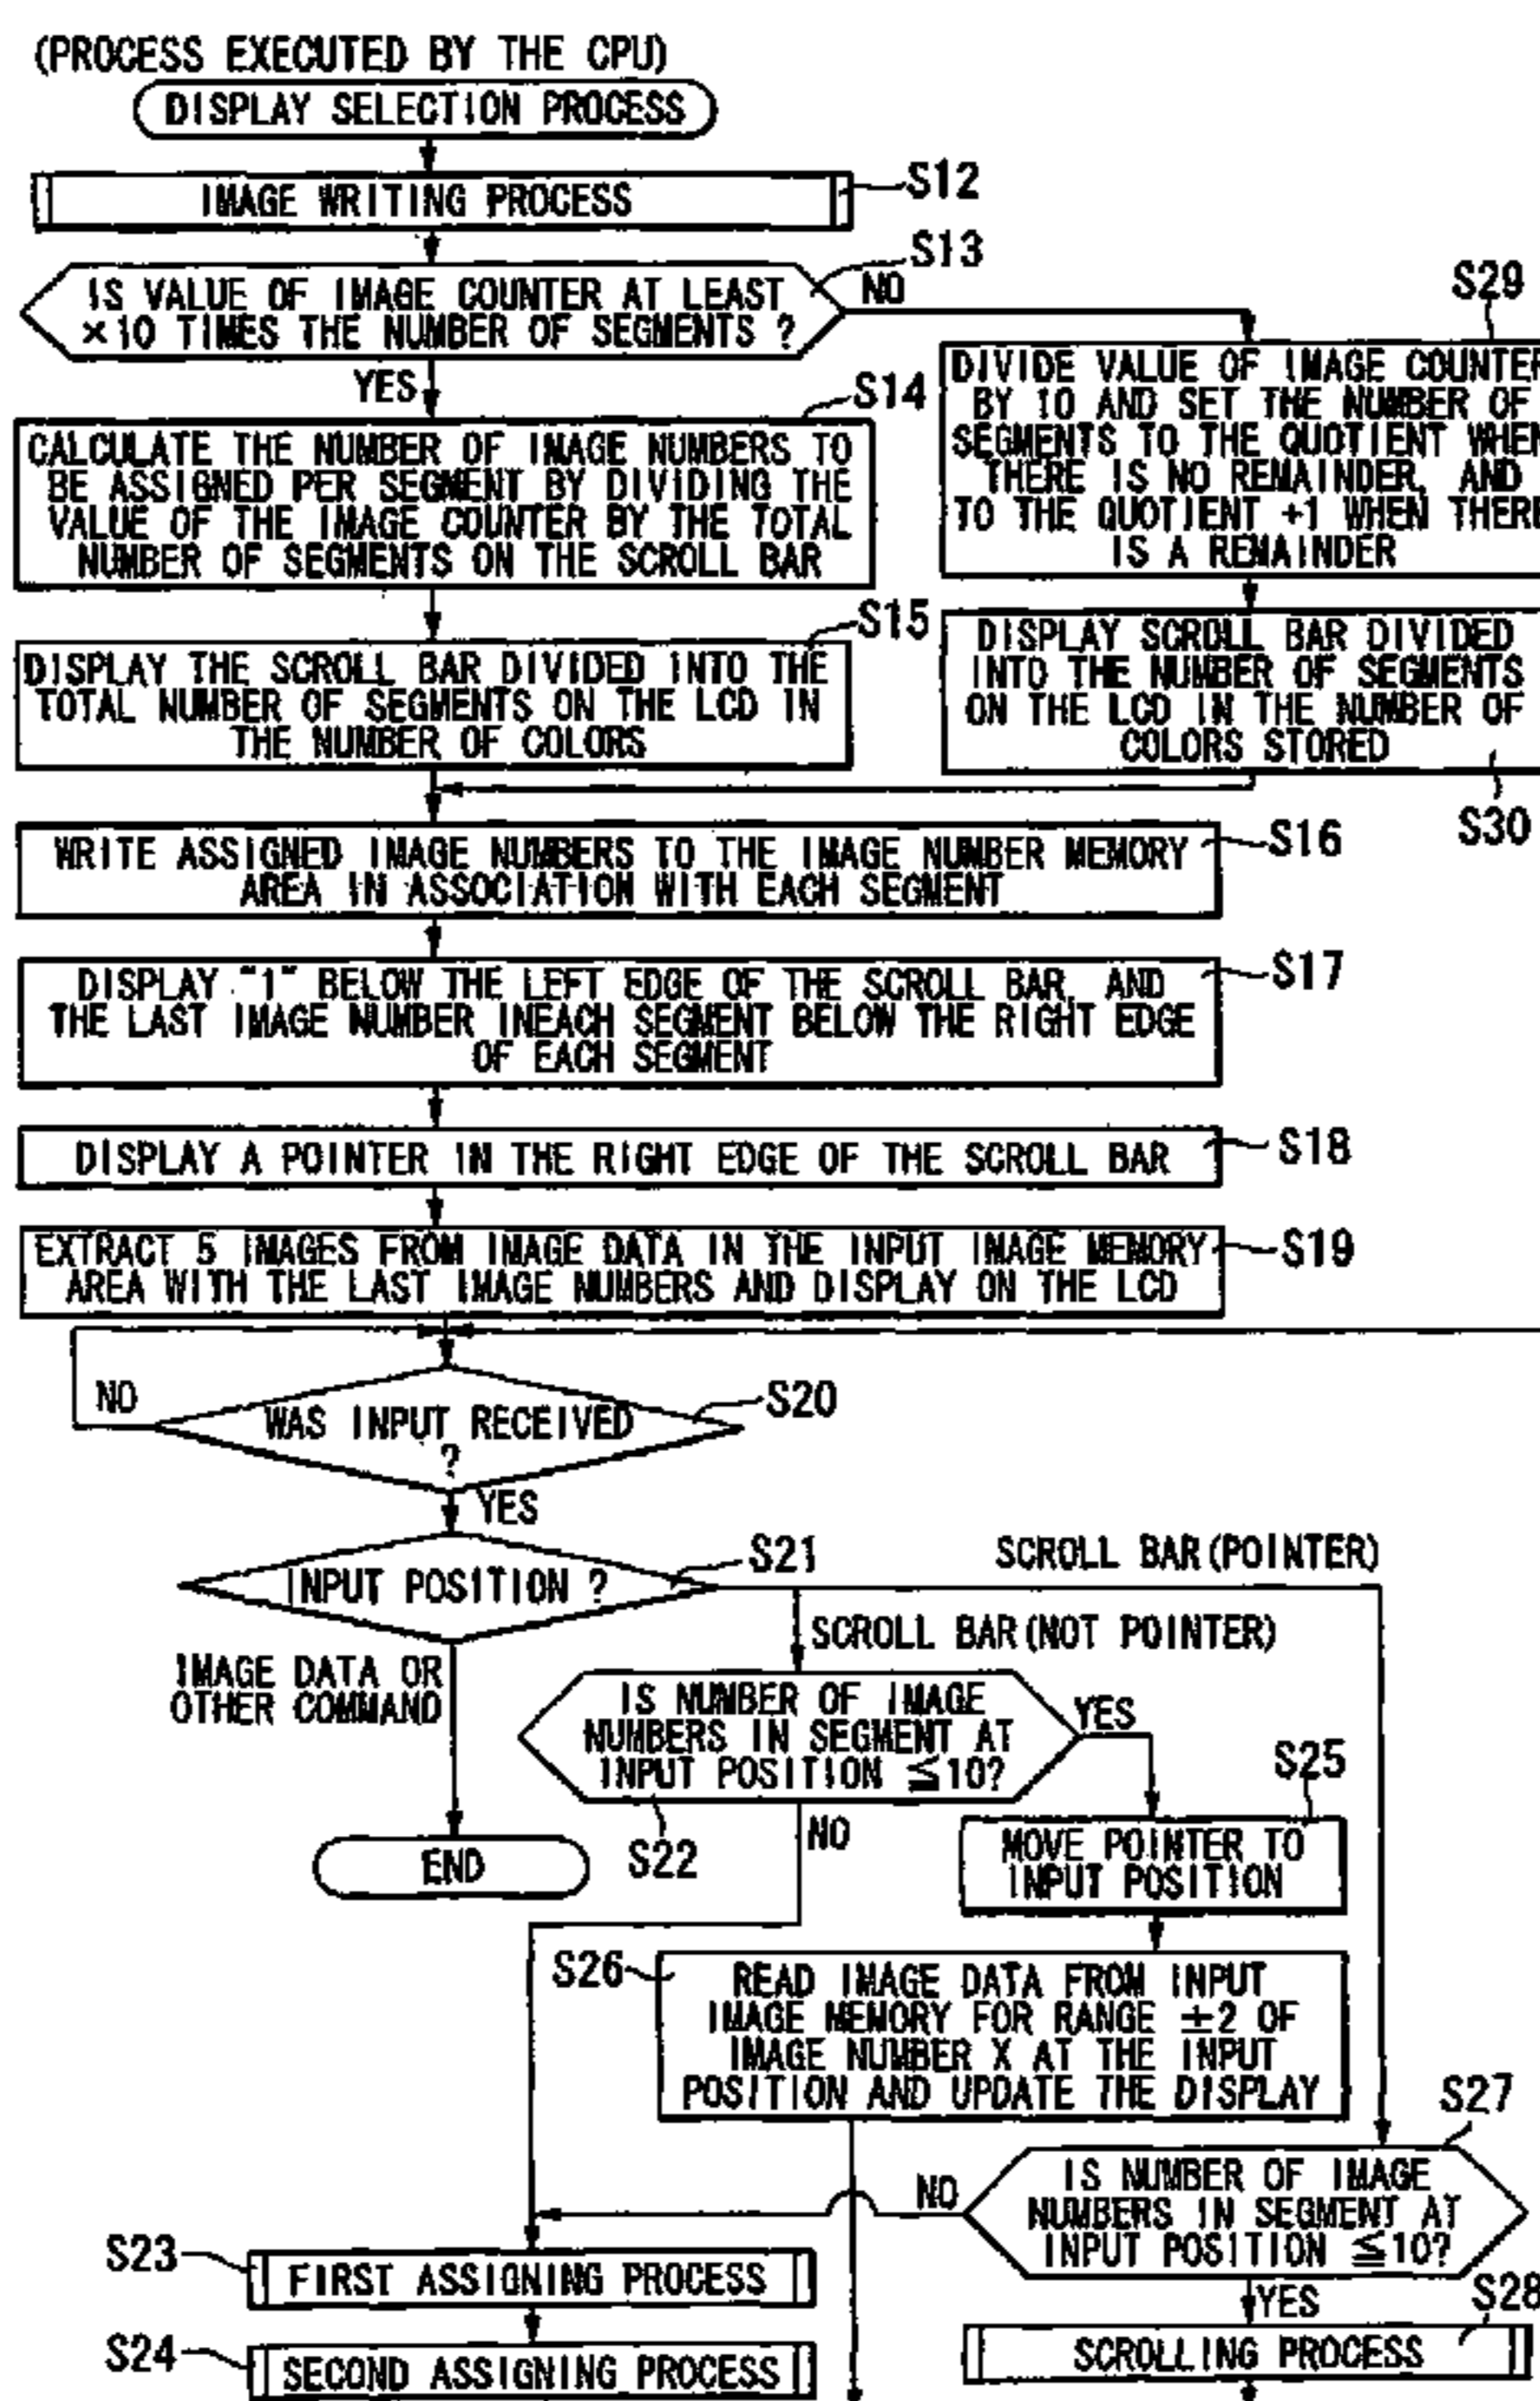 (PROCESS EXECUTED BY THE CPU)
DISPLAY SELECTION PROCESS
IMAGE WRITING PROCESS
S12
S13
IS VALUE OF IMAGE COUNTER AT LEAST
×10 TIMES THE NUMBER OF SEGMENTS ?
NO
YES
S29
DIVIDE VALUE OF IMAGE COUNTER
BY 10 AND SET THE NUMBER OF
SEGMENTS TO THE QUOTIENT WHEN
THERE IS NO REMAINDER, AND
TO THE QUOTIENT +1 WHEN THERE
IS A REMAINDER
S14
CALCULATE THE NUMBER OF IMAGE NUMBERS TO
BE ASSIGNED PER SEGMENT BY DIVIDING THE
VALUE OF THE IMAGE COUNTER BY THE TOTAL
NUMBER OF SEGMENTS ON THE SCROLL BAR
S15
DISPLAY THE SCROLL BAR DIVIDED INTO THE
TOTAL NUMBER OF SEGMENTS ON THE LCD IN
THE NUMBER OF COLORS
DISPLAY SCROLL BAR DIVIDED
INTO THE NUMBER OF SEGMENTS
ON THE LCD IN THE NUMBER OF
COLORS STORED
S30
WRITE ASSIGNED IMAGE NUMBERS TO THE IMAGE NUMBER MEMORY
AREA IN ASSOCIATION WITH EACH SEGMENT
S16
DISPLAY "1" BELOW THE LEFT EDGE OF THE SCROLL BAR, AND
THE LAST IMAGE NUMBER INEACH SEGMENT BELOW THE RIGHT EDGE
OF EACH SEGMENT
S17
DISPLAY A POINTER IN THE RIGHT EDGE OF THE SCROLL BAR
S18
EXTRACT 5 IMAGES FROM IMAGE DATA IN THE INPUT IMAGE MEMORY
AREA WITH THE LAST IMAGE NUMBERS AND DISPLAY ON THE LCD
S19
NO
WAS INPUT RECEIVED
?
S20
YES
INPUT POSITION ?
S21
SCROLL BAR(POINTER)
SCROLL BAR(NOT POINTER)
IMAGE DATA OR
OTHER COMMAND
END
IS NUMBER OF IMAGE
NUMBERS IN SEGMENT AT
INPUT POSITION ≦10?
YES
S22
NO
S25
MOVE POINTER TO
INPUT POSITION
S26
READ IMAGE DATA FROM INPUT
IMAGE MEMORY FOR RANGE ±2 OF
IMAGE NUMBER X AT THE INPUT
POSITION AND UPDATE THE DISPLAY
S27
IS NUMBER OF IMAGE
NUMBERS IN SEGMENT AT
INPUT POSITION ≦10?
NO
YES
S23
FIRST ASSIGNING PROCESS
S28
SCROLLING PROCESS
S24
SECOND ASSIGNING PROCESS